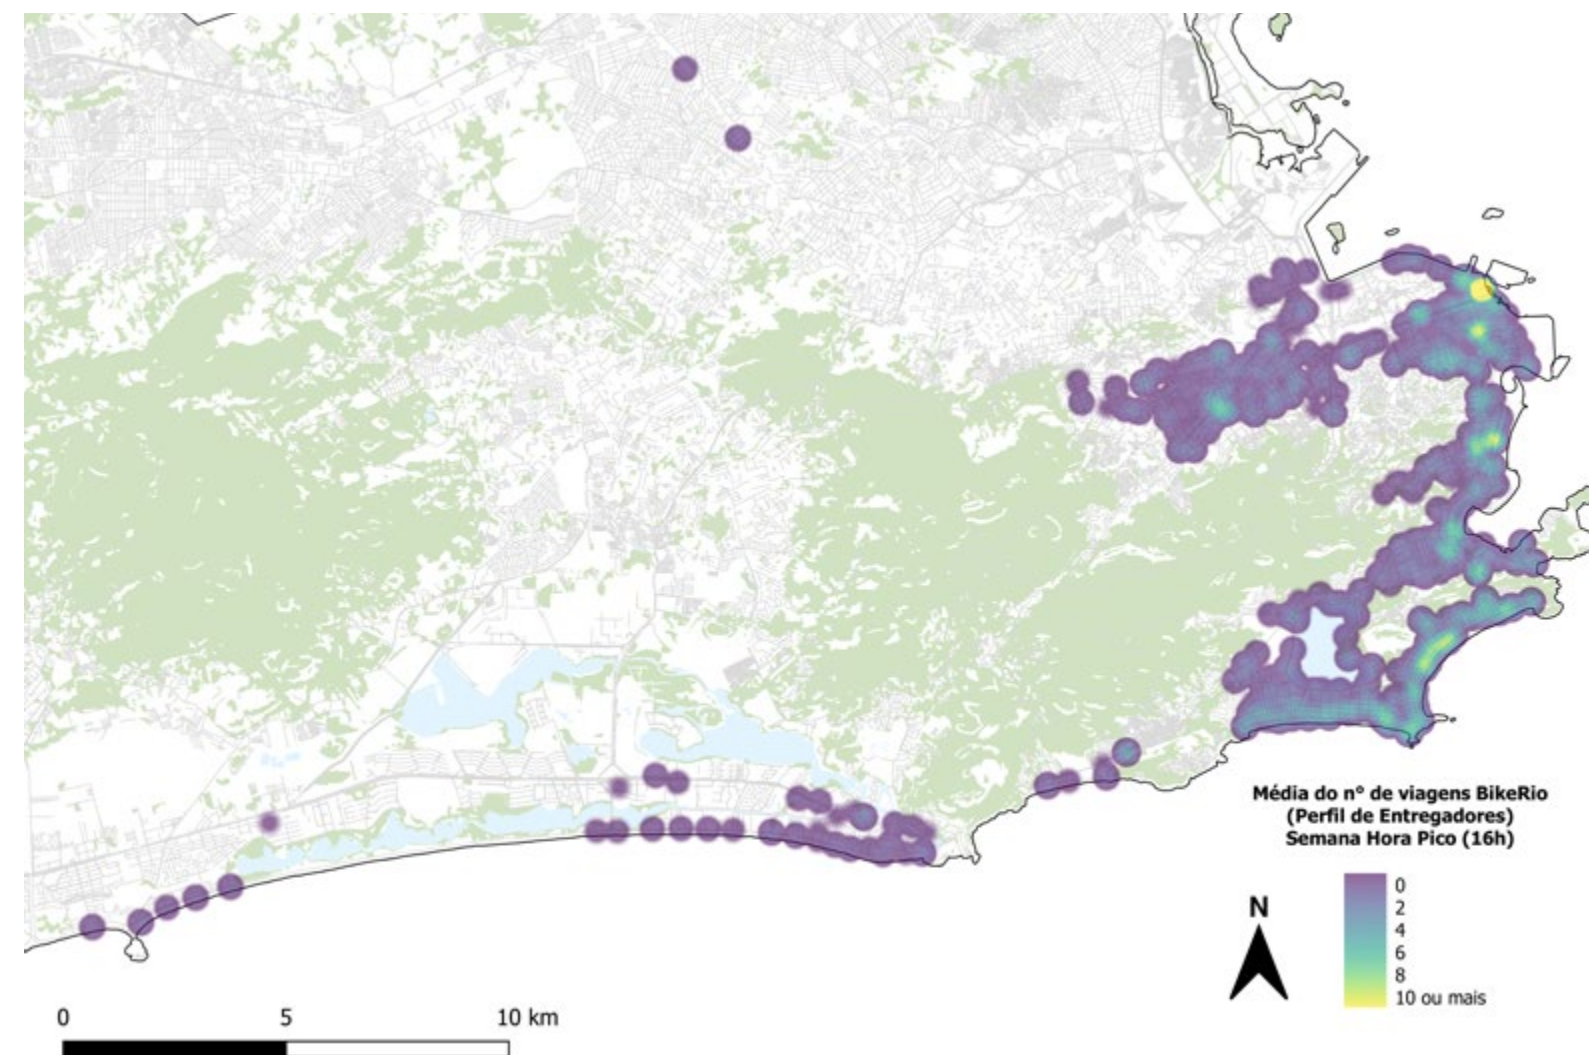 Média do n° de viagens BikeRio
(Perfil de Entregadores)
Semana Hora Pico (16h)
N
0
2
4
6
8
10 ou mais
0 5 10 km